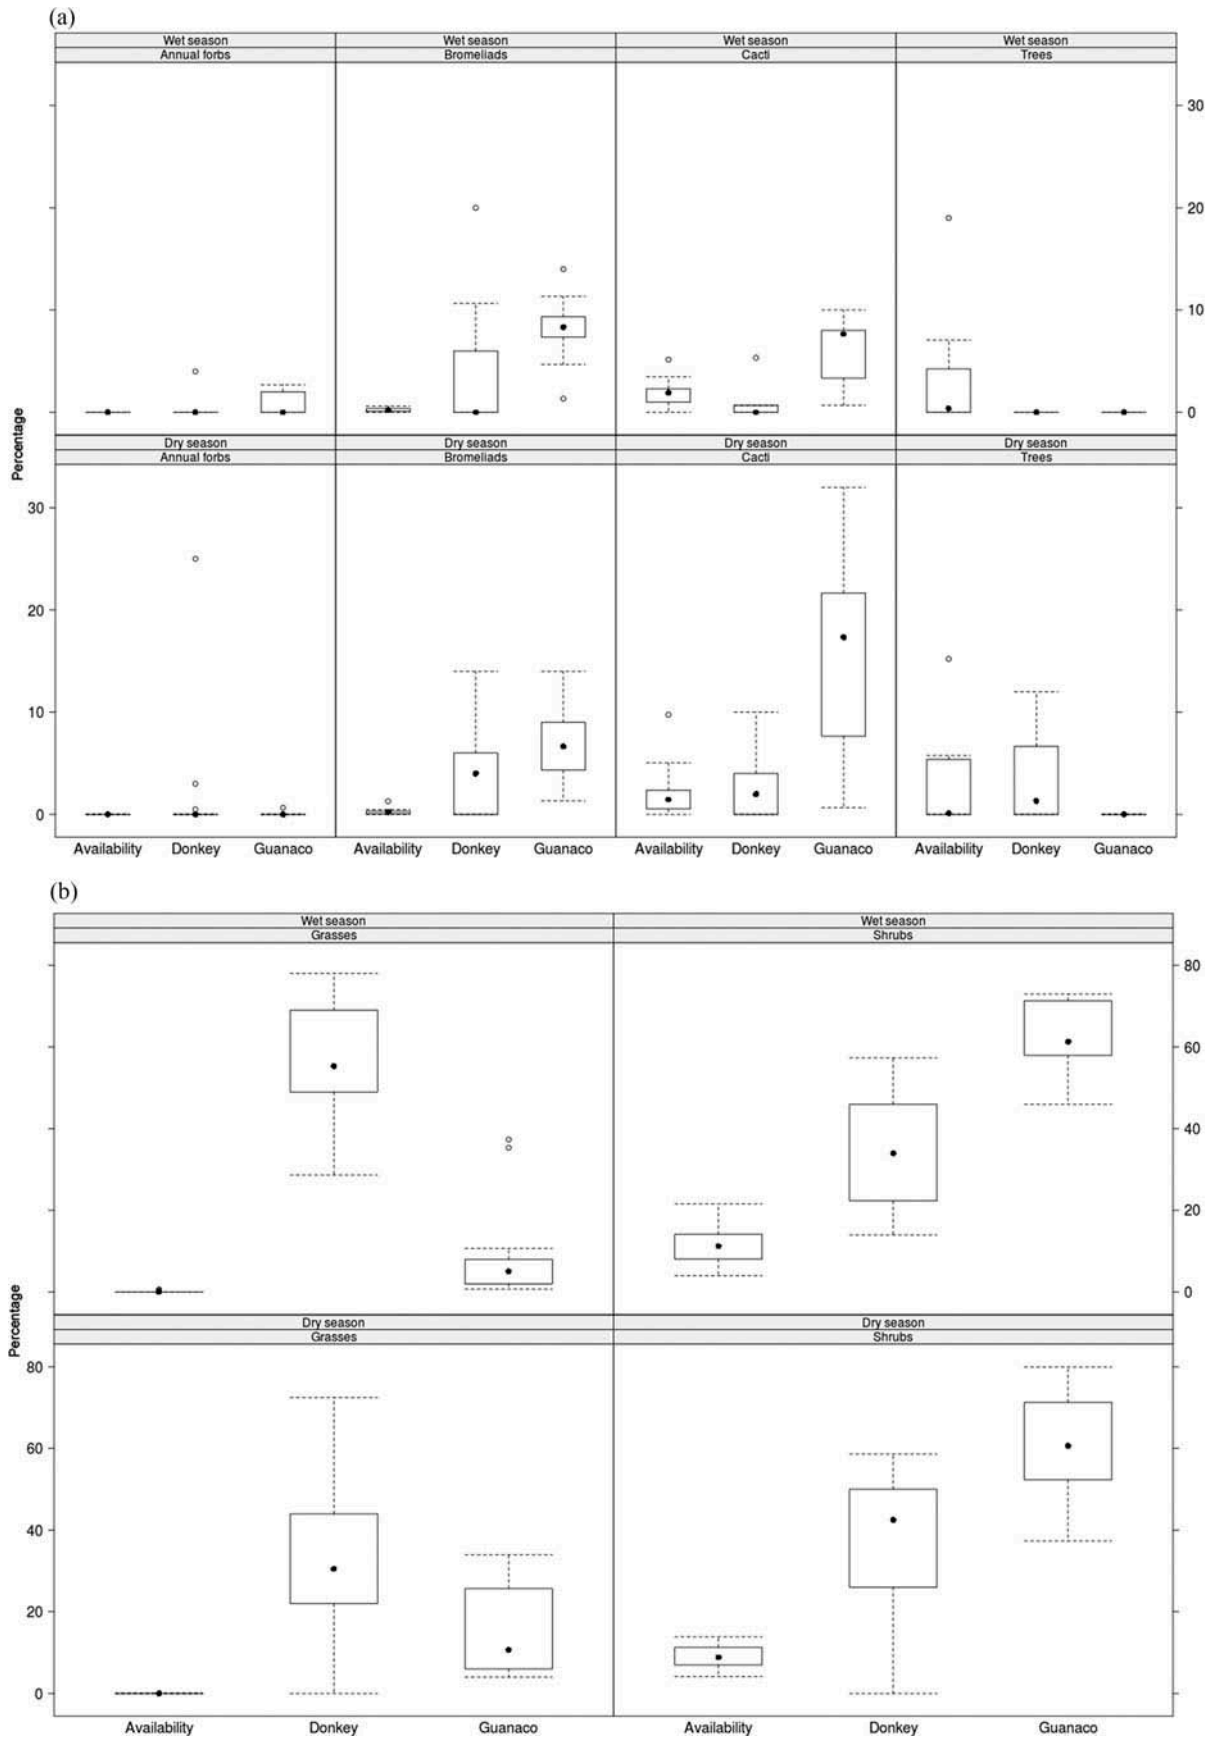 (a)
Wet season Wet season Wet season Wet season
Annual forbs Bromeliads Cacti Trees
30
20
10
0
Percentage
Dry season Dry season Dry season Dry season
Annual forbs Bromeliads Cacti Trees
30
20
10
0
Availability Donkey Guanaco Availability Donkey Guanaco Availability Donkey Guanaco Availability Donkey Guanaco
(b)
Wet season Wet season
Grasses Shrubs
80
60
40
20
0
Percentage
Dry season Dry season
Grasses Shrubs
80
60
40
20
0
Availability Donkey Guanaco Availability Donkey Guanaco